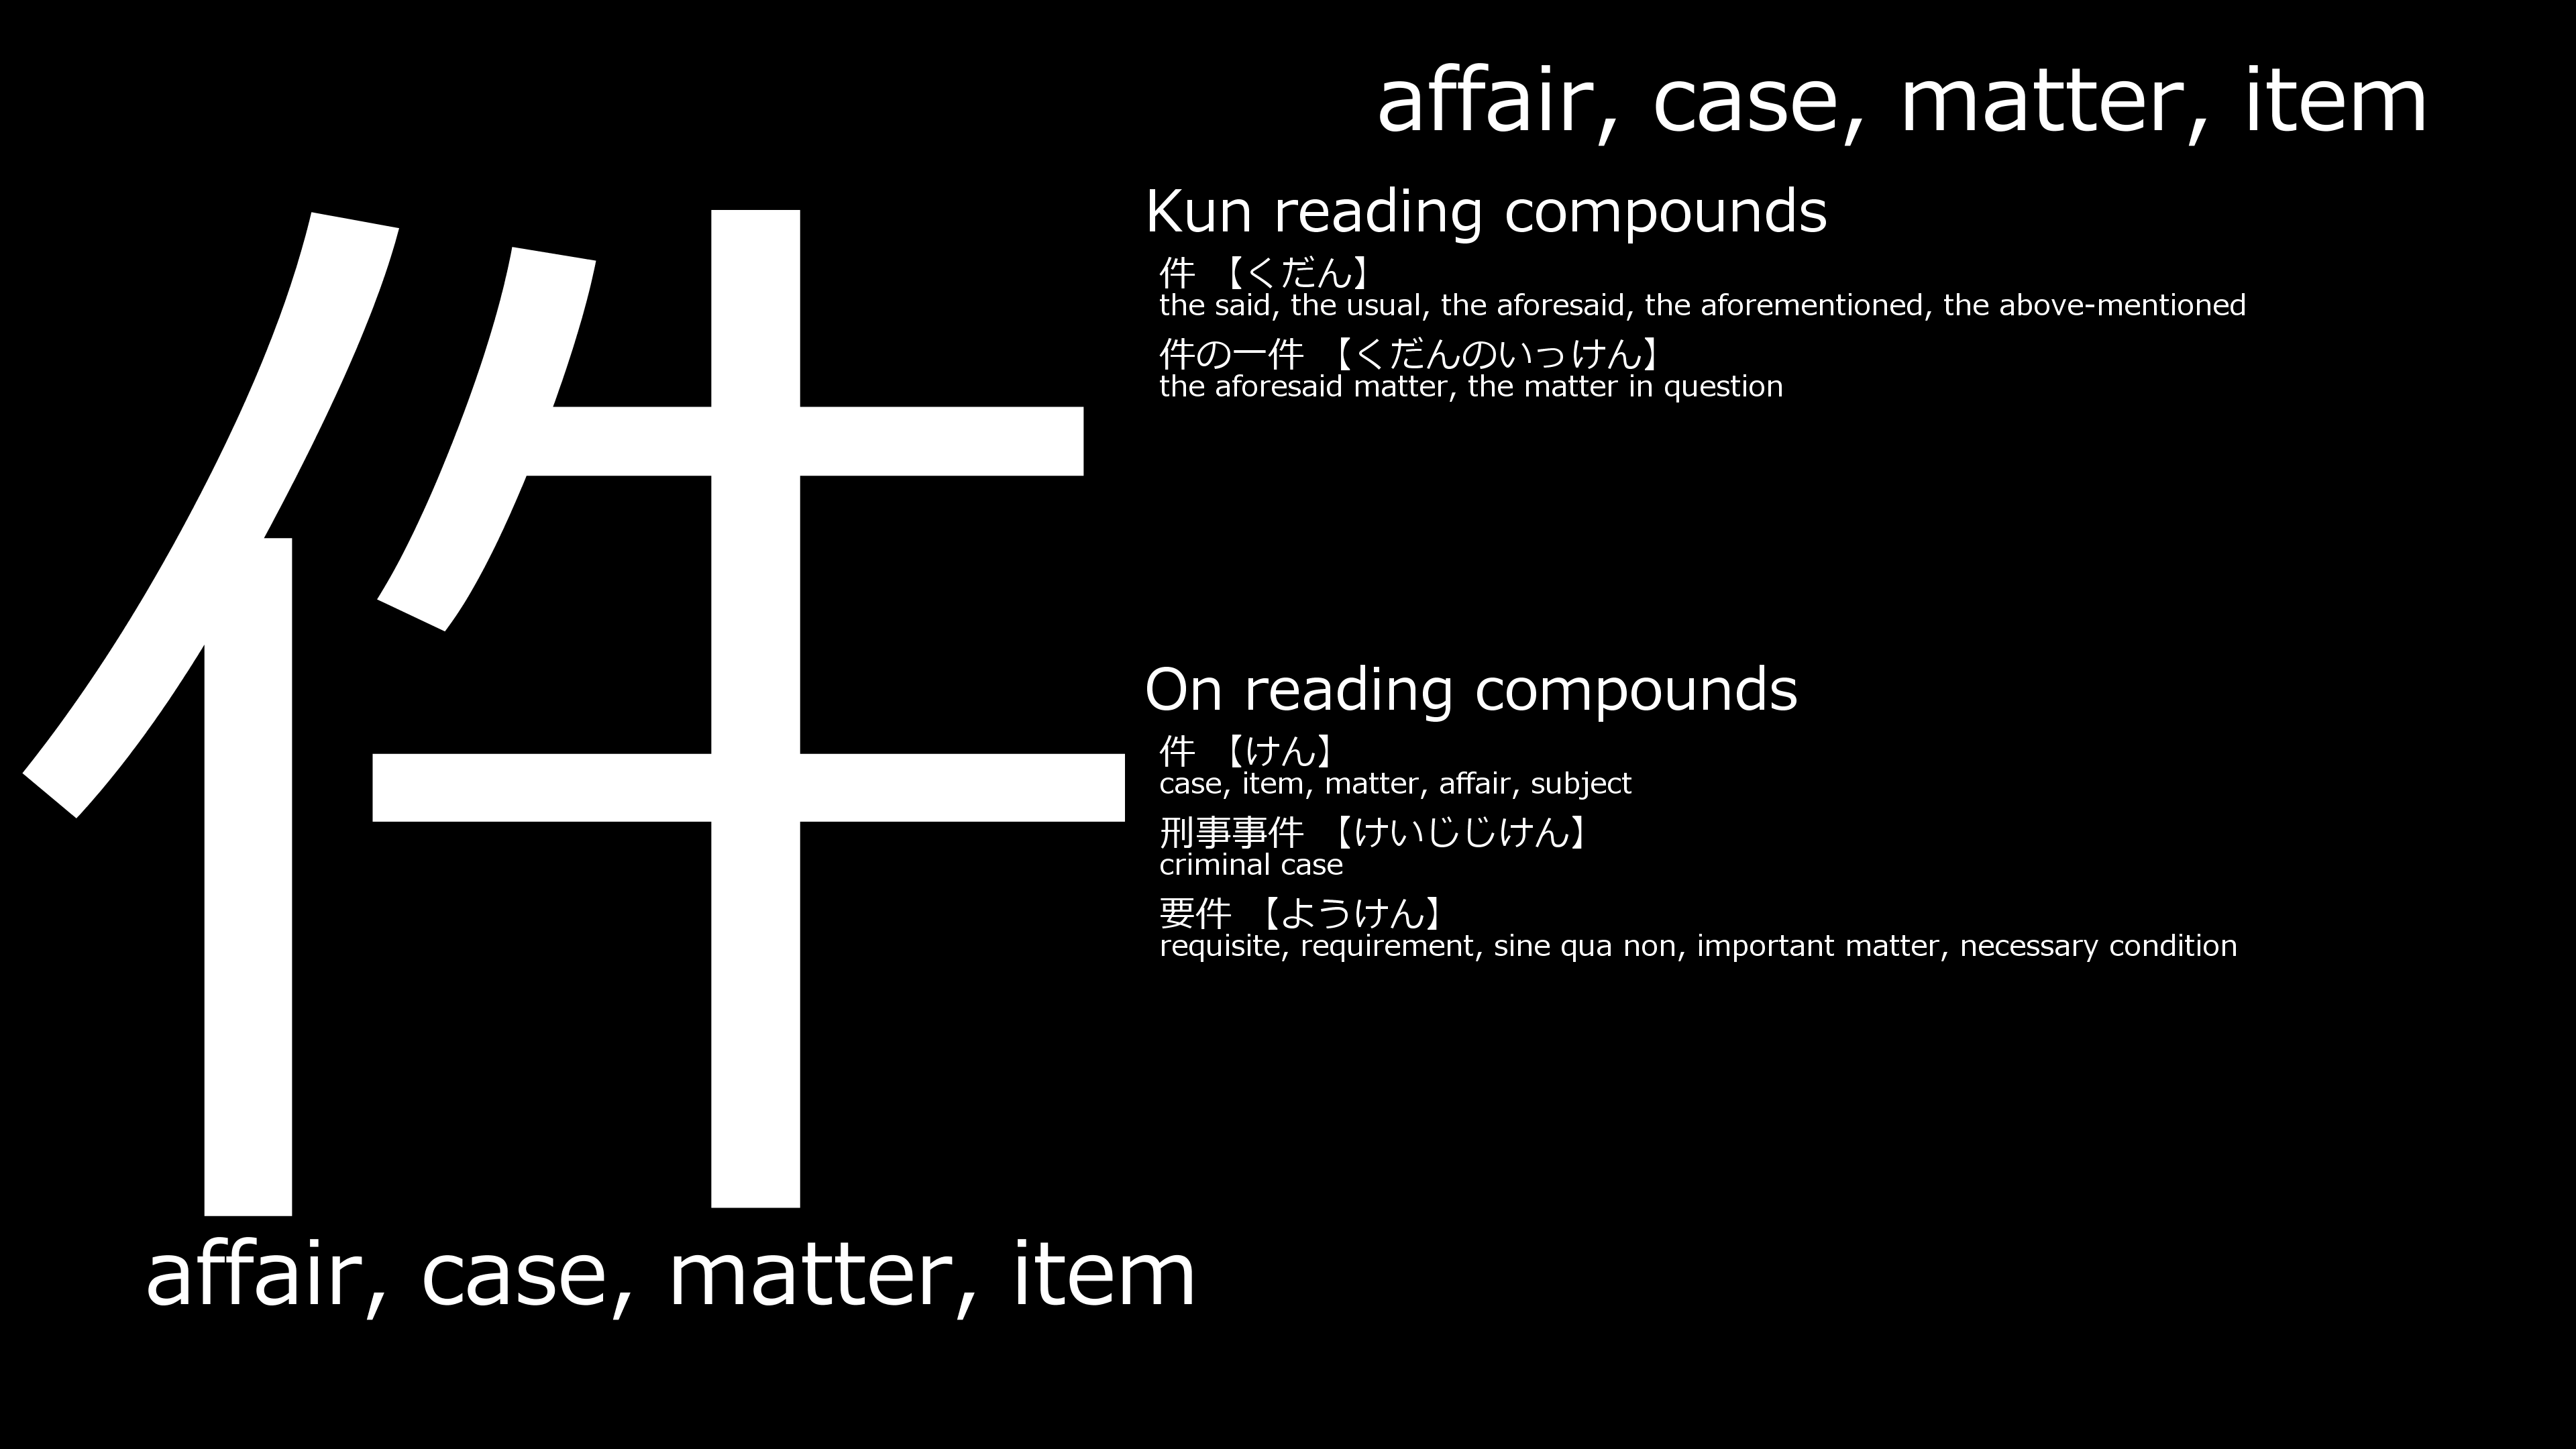 件
affair, case, matter, item
affair, case, matter, item
Kun reading compounds
件 【くだん】
the said, the usual, the aforesaid, the aforementioned, the above-mentioned
件の一件 【くだんのいっけん】
the aforesaid matter, the matter in question
On reading compounds
件 【けん】
case, item, matter, affair, subject
刑事事件 【けいじじけん】
criminal case
要件 【ようけん】
requisite, requirement, sine qua non, important matter, necessary condition